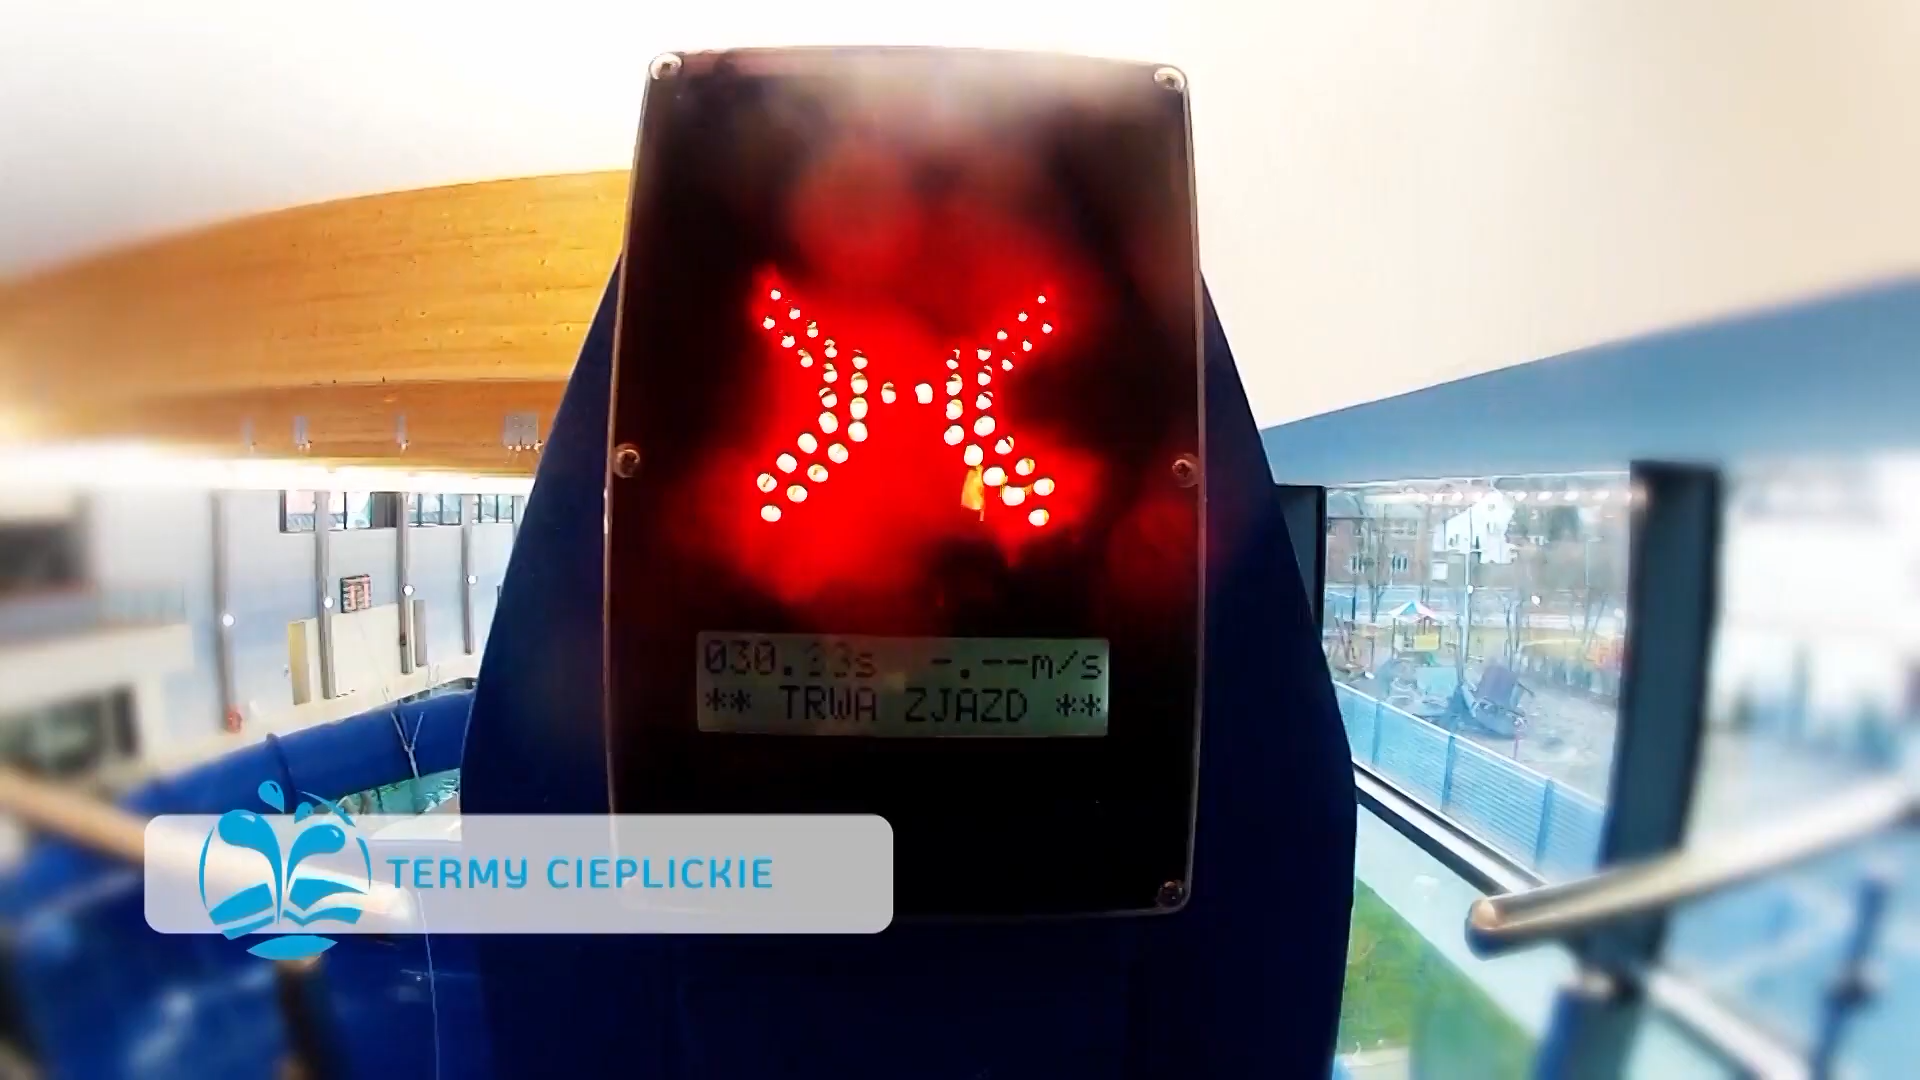 030.33s -.--m/s
** TRWA ZJAZD **
TERMY CIEPLICKIE